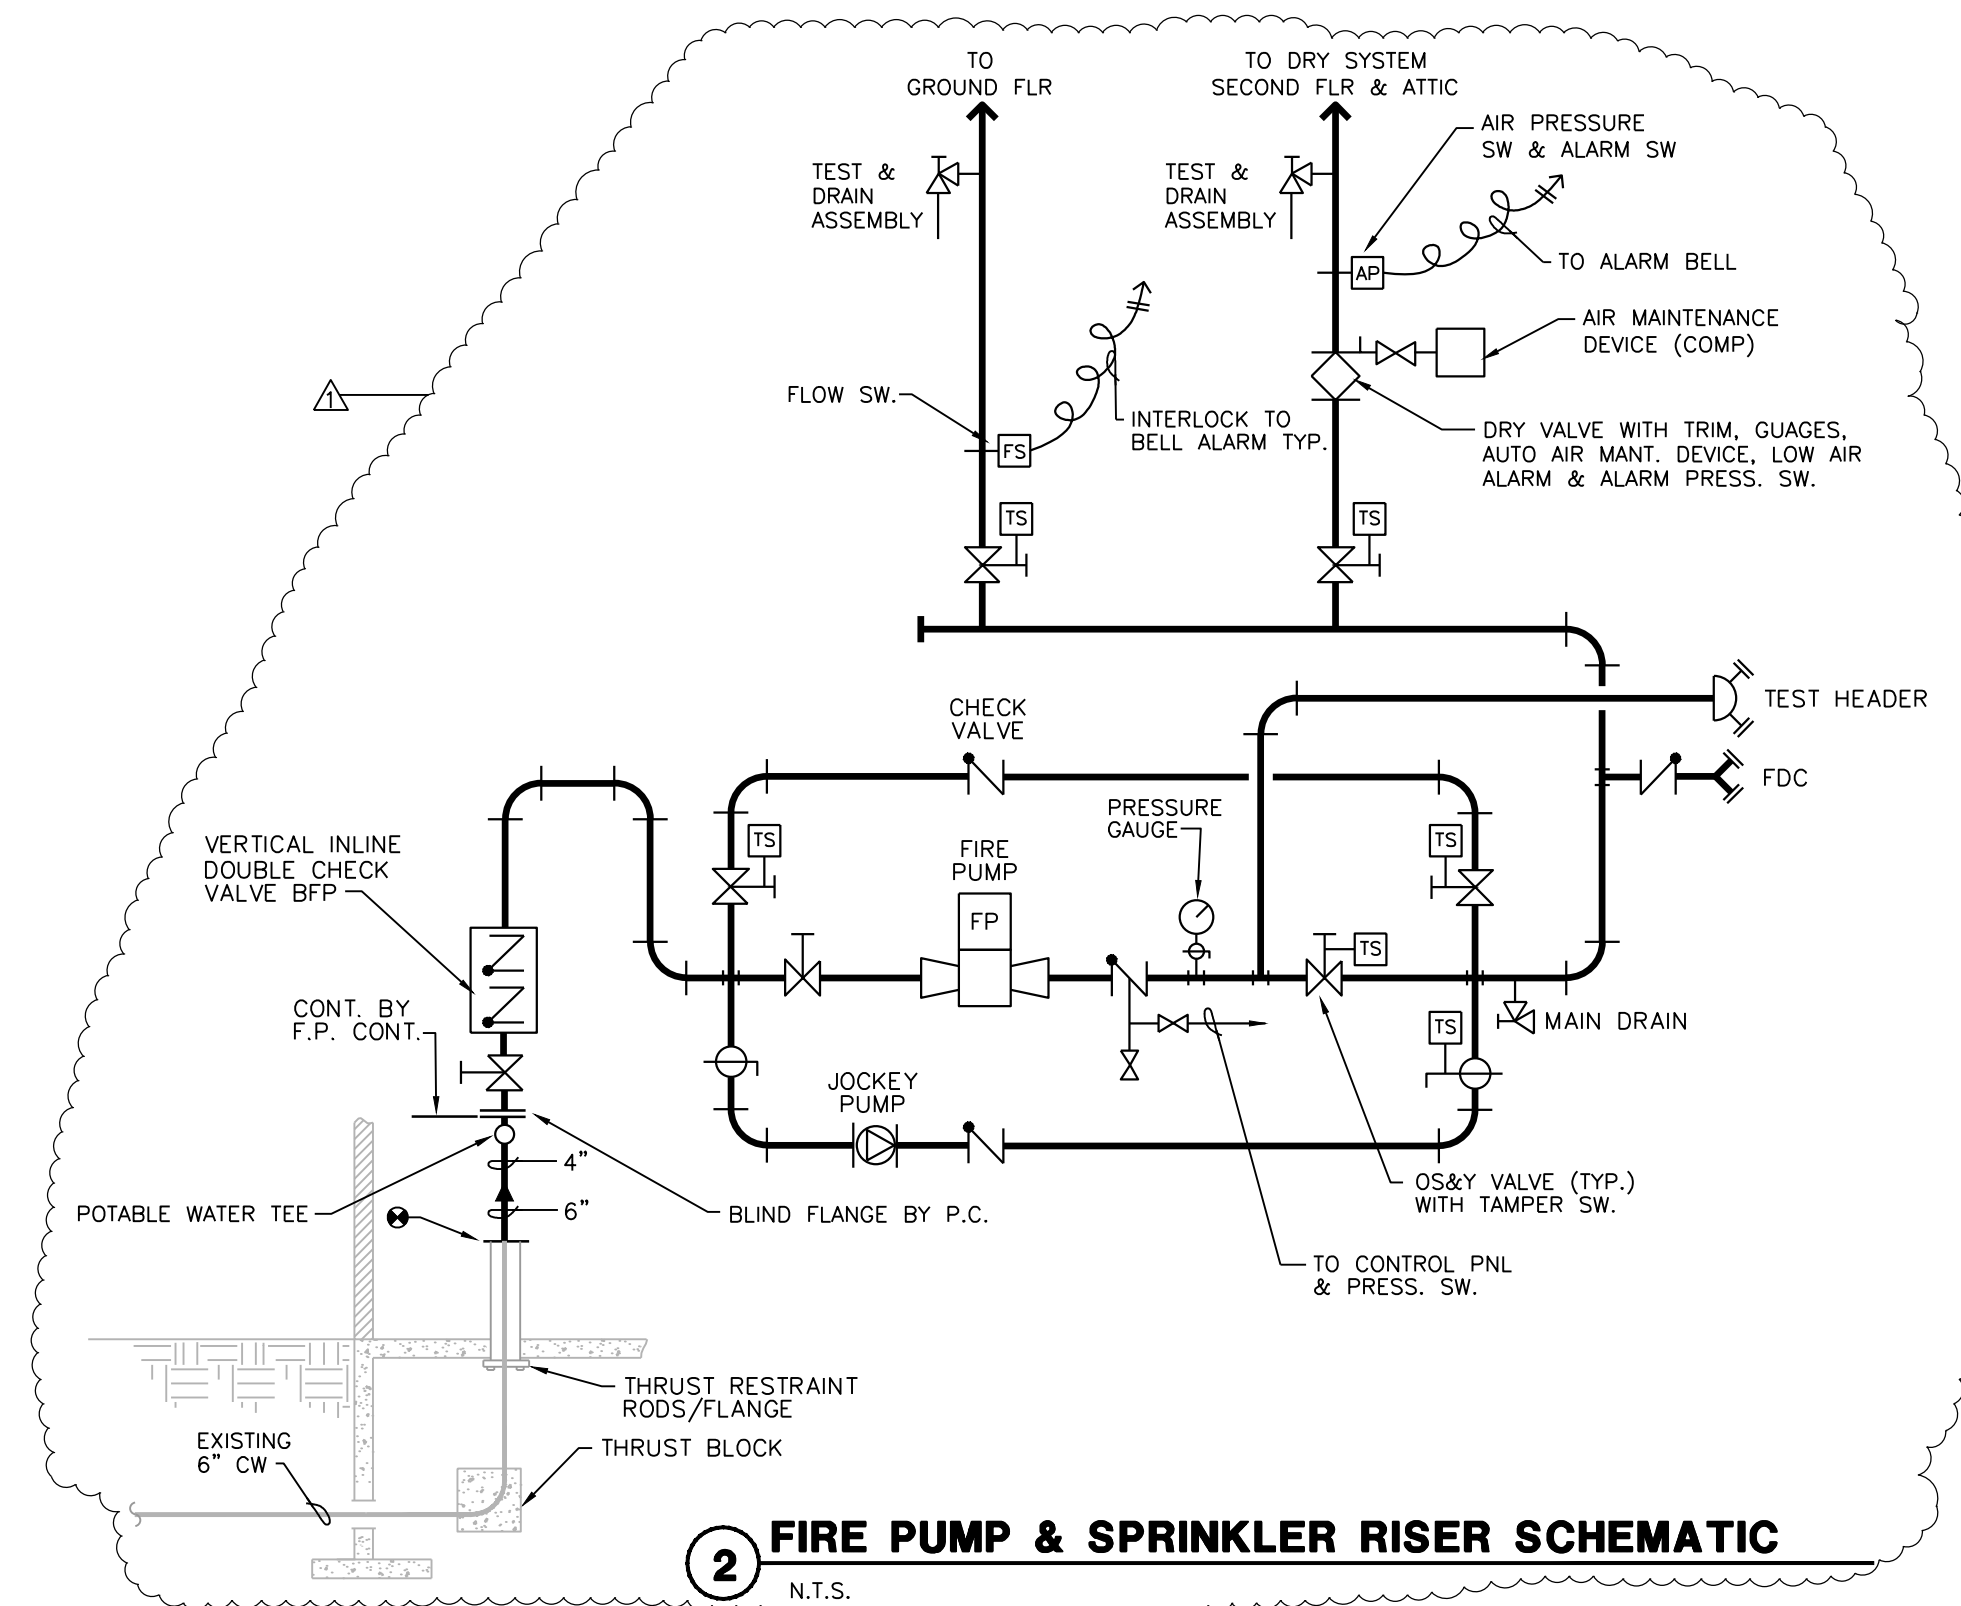 TO
GROUND FLR
TO DRY SYSTEM
SECOND FLR & ATTIC
AIR PRESSURE
SW & ALARM SW
TEST &
DRAIN
ASSEMBLY
TEST &
DRAIN
ASSEMBLY
AP
TO ALARM BELL
AIR MAINTENANCE
DEVICE (COMP)
1
FLOW SW.
FS
INTERLOCK TO
BELL ALARM TYP.
DRY VALVE WITH TRIM, GUAGES,
AUTO AIR MANT. DEVICE, LOW AIR
ALARM & ALARM PRESS. SW.
TS
TS
TEST HEADER
CHECK
VALVE
FDC
PRESSURE
GAUGE
VERTICAL INLINE
DOUBLE CHECK
VALVE BFP
TS
FIRE
PUMP
FP
TS
TS
CONT. BY
F.P. CONT.
TS
MAIN DRAIN
JOCKEY
PUMP
4”
6”
POTABLE WATER TEE
BLIND FLANGE BY P.C.
OS&Y VALVE (TYP.)
WITH TAMPER SW.
TO CONTROL PNL
& PRESS. SW.
THRUST RESTRAINT
RODS/FLANGE
THRUST BLOCK
EXISTING
6” CW
2
FIRE PUMP & SPRINKLER RISER SCHEMATIC
N.T.S.